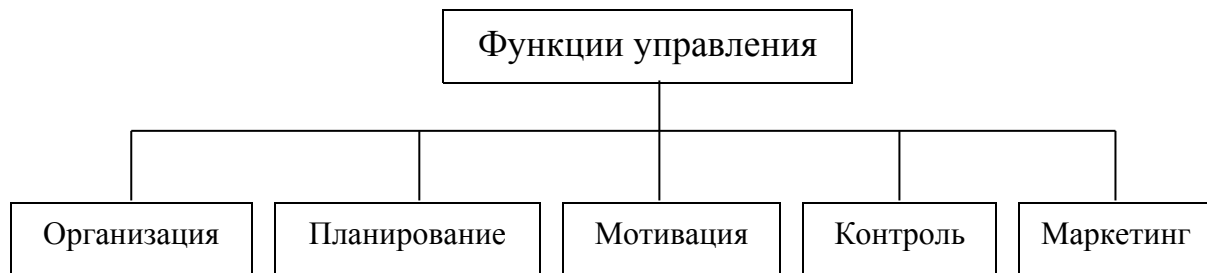 Функции управления
Организация
Планирование
Мотивация
Контроль
Маркетинг